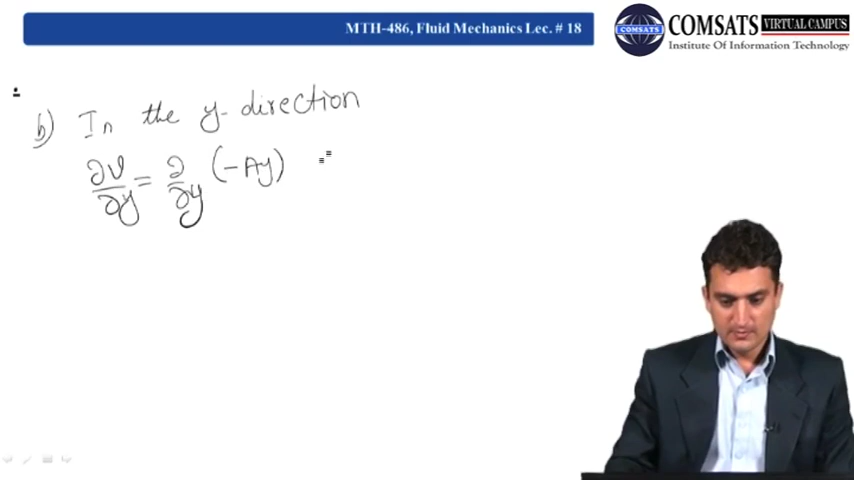 MTH-486, Fluid Mechanics Lec. # 18
COMSATS
COMSATS VIRTUAL CAMPUS
Institute Of Information Technology
b) In the y-direction
∂v/∂y = ∂/∂y (-Ay) =